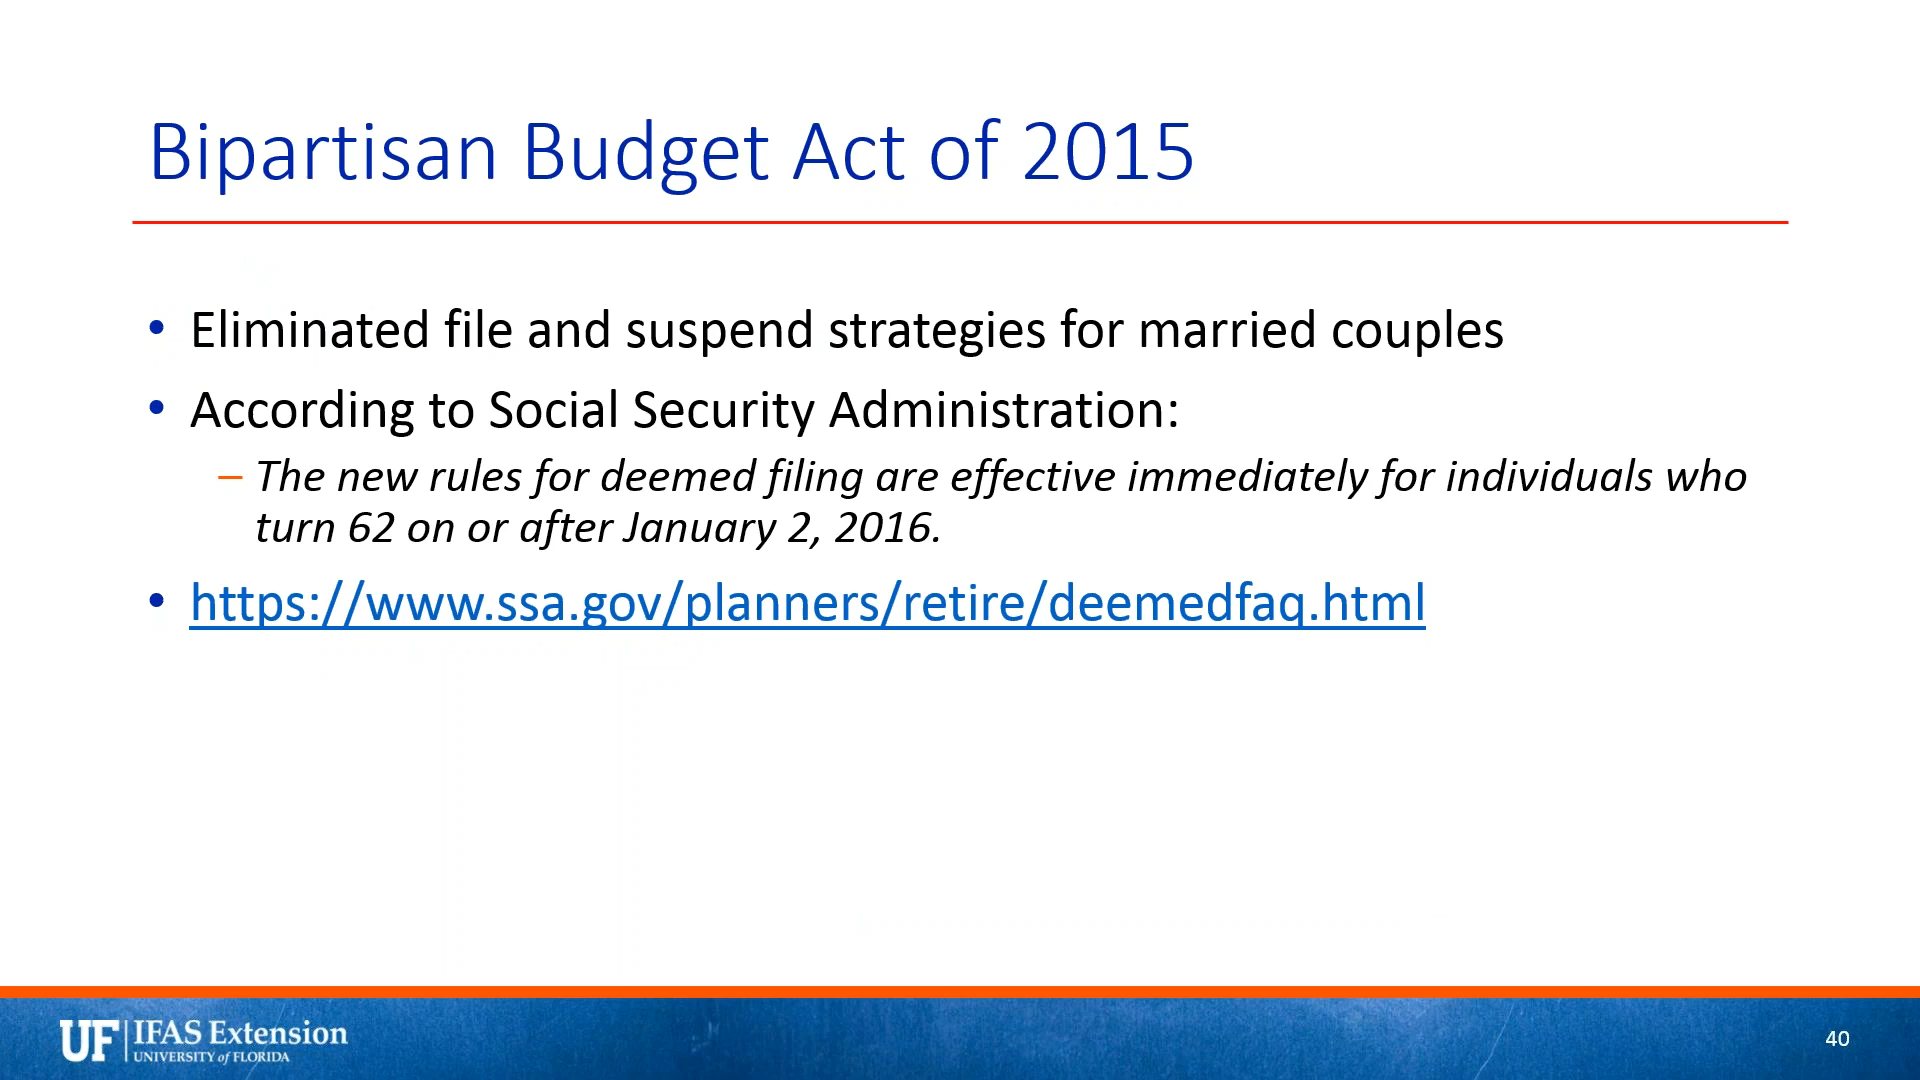 Bipartisan Budget Act of 2015
• Eliminated file and suspend strategies for married couples
• According to Social Security Administration:
– The new rules for deemed filing are effective immediately for individuals who
turn 62 on or after January 2, 2016.
• https://www.ssa.gov/planners/retire/deemedfaq.html
UF IFAS Extension
UNIVERSITY of FLORIDA
40